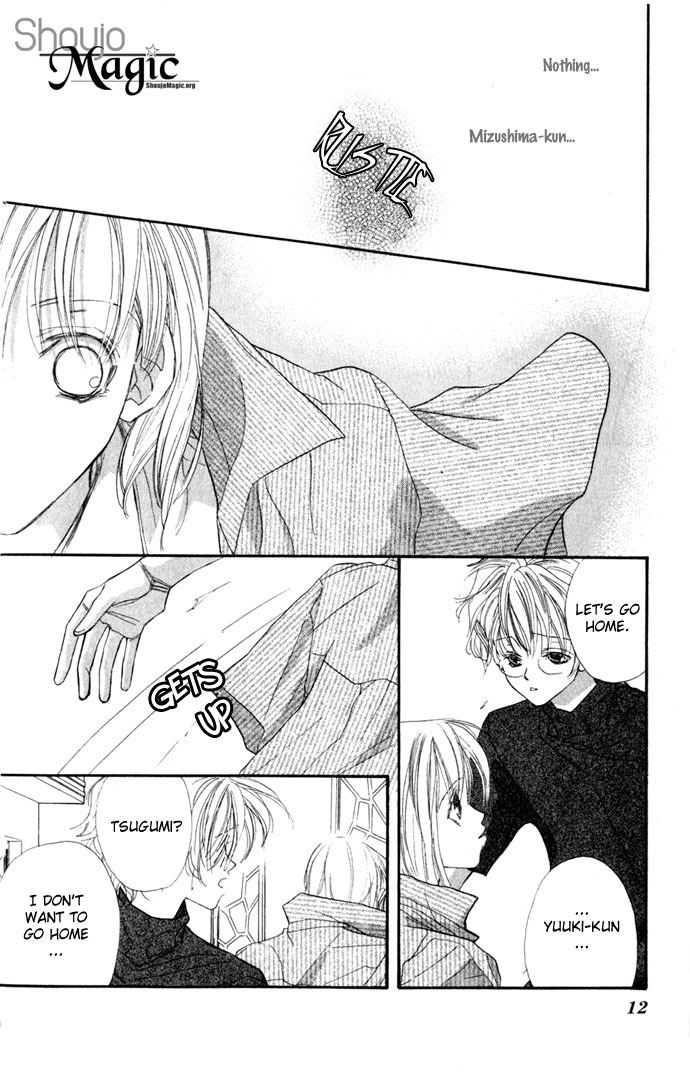 Shoujo
Magic
ShoujoMagic.org
Nothing...
Mizushima-kun...
RUSTLE
LET'S GO
HOME.
...
YUUKI-KUN
...
GETS
UP
TSUGUMI?
I DON'T
WANT TO
GO HOME
...
12